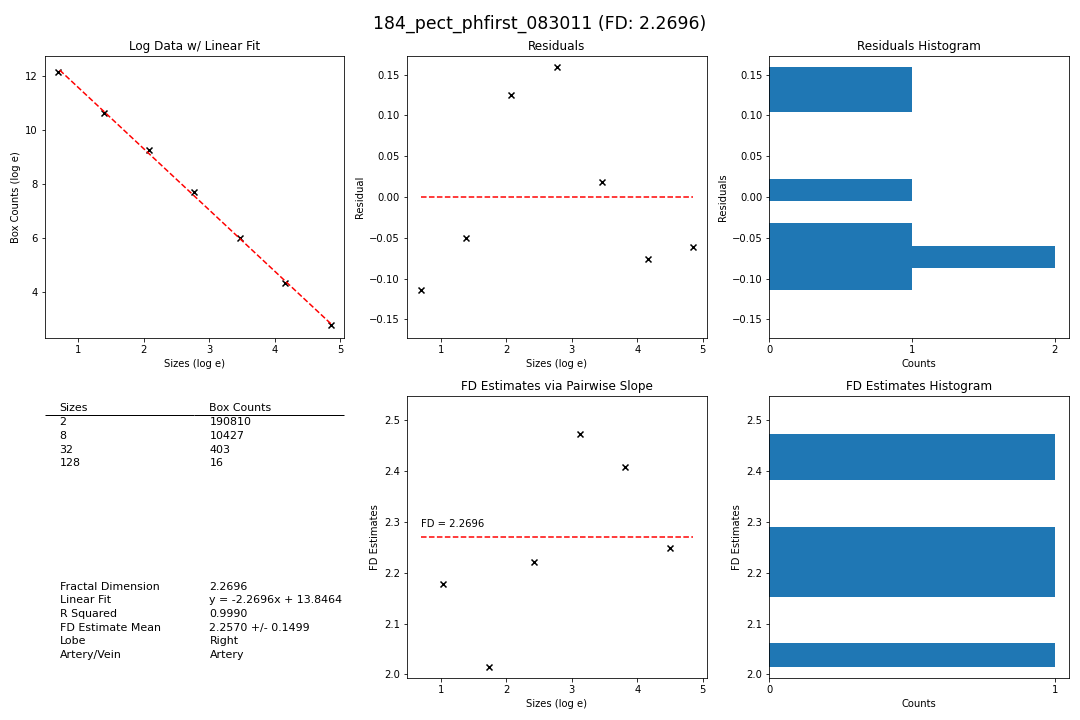 184_pect_phfirst_083011 (FD: 2.2696)
Log Data w/ Linear Fit
12
10
8
6
4
Box Counts (log e)
1 2 3 4 5
Sizes (log e)
Residuals
0.15
0.10
0.05
0.00
−0.05
−0.10
−0.15
Residual
1 2 3 4 5
Sizes (log e)
Residuals Histogram
0.15
0.10
0.05
0.00
−0.05
−0.10
−0.15
Residuals
0 1 2
Counts
Sizes Box Counts
2 190810
8 10427
32 403
128 16
Fractal Dimension 2.2696
Linear Fit y = -2.2696x + 13.8464
R Squared 0.9990
FD Estimate Mean 2.2570 +/- 0.1499
Lobe Right
Artery/Vein Artery
FD Estimates via Pairwise Slope
2.5
2.4
2.3
2.2
2.1
2.0
FD Estimates
FD = 2.2696
1 2 3 4 5
Sizes (log e)
FD Estimates Histogram
2.5
2.4
2.3
2.2
2.1
2.0
FD Estimates
0 1
Counts